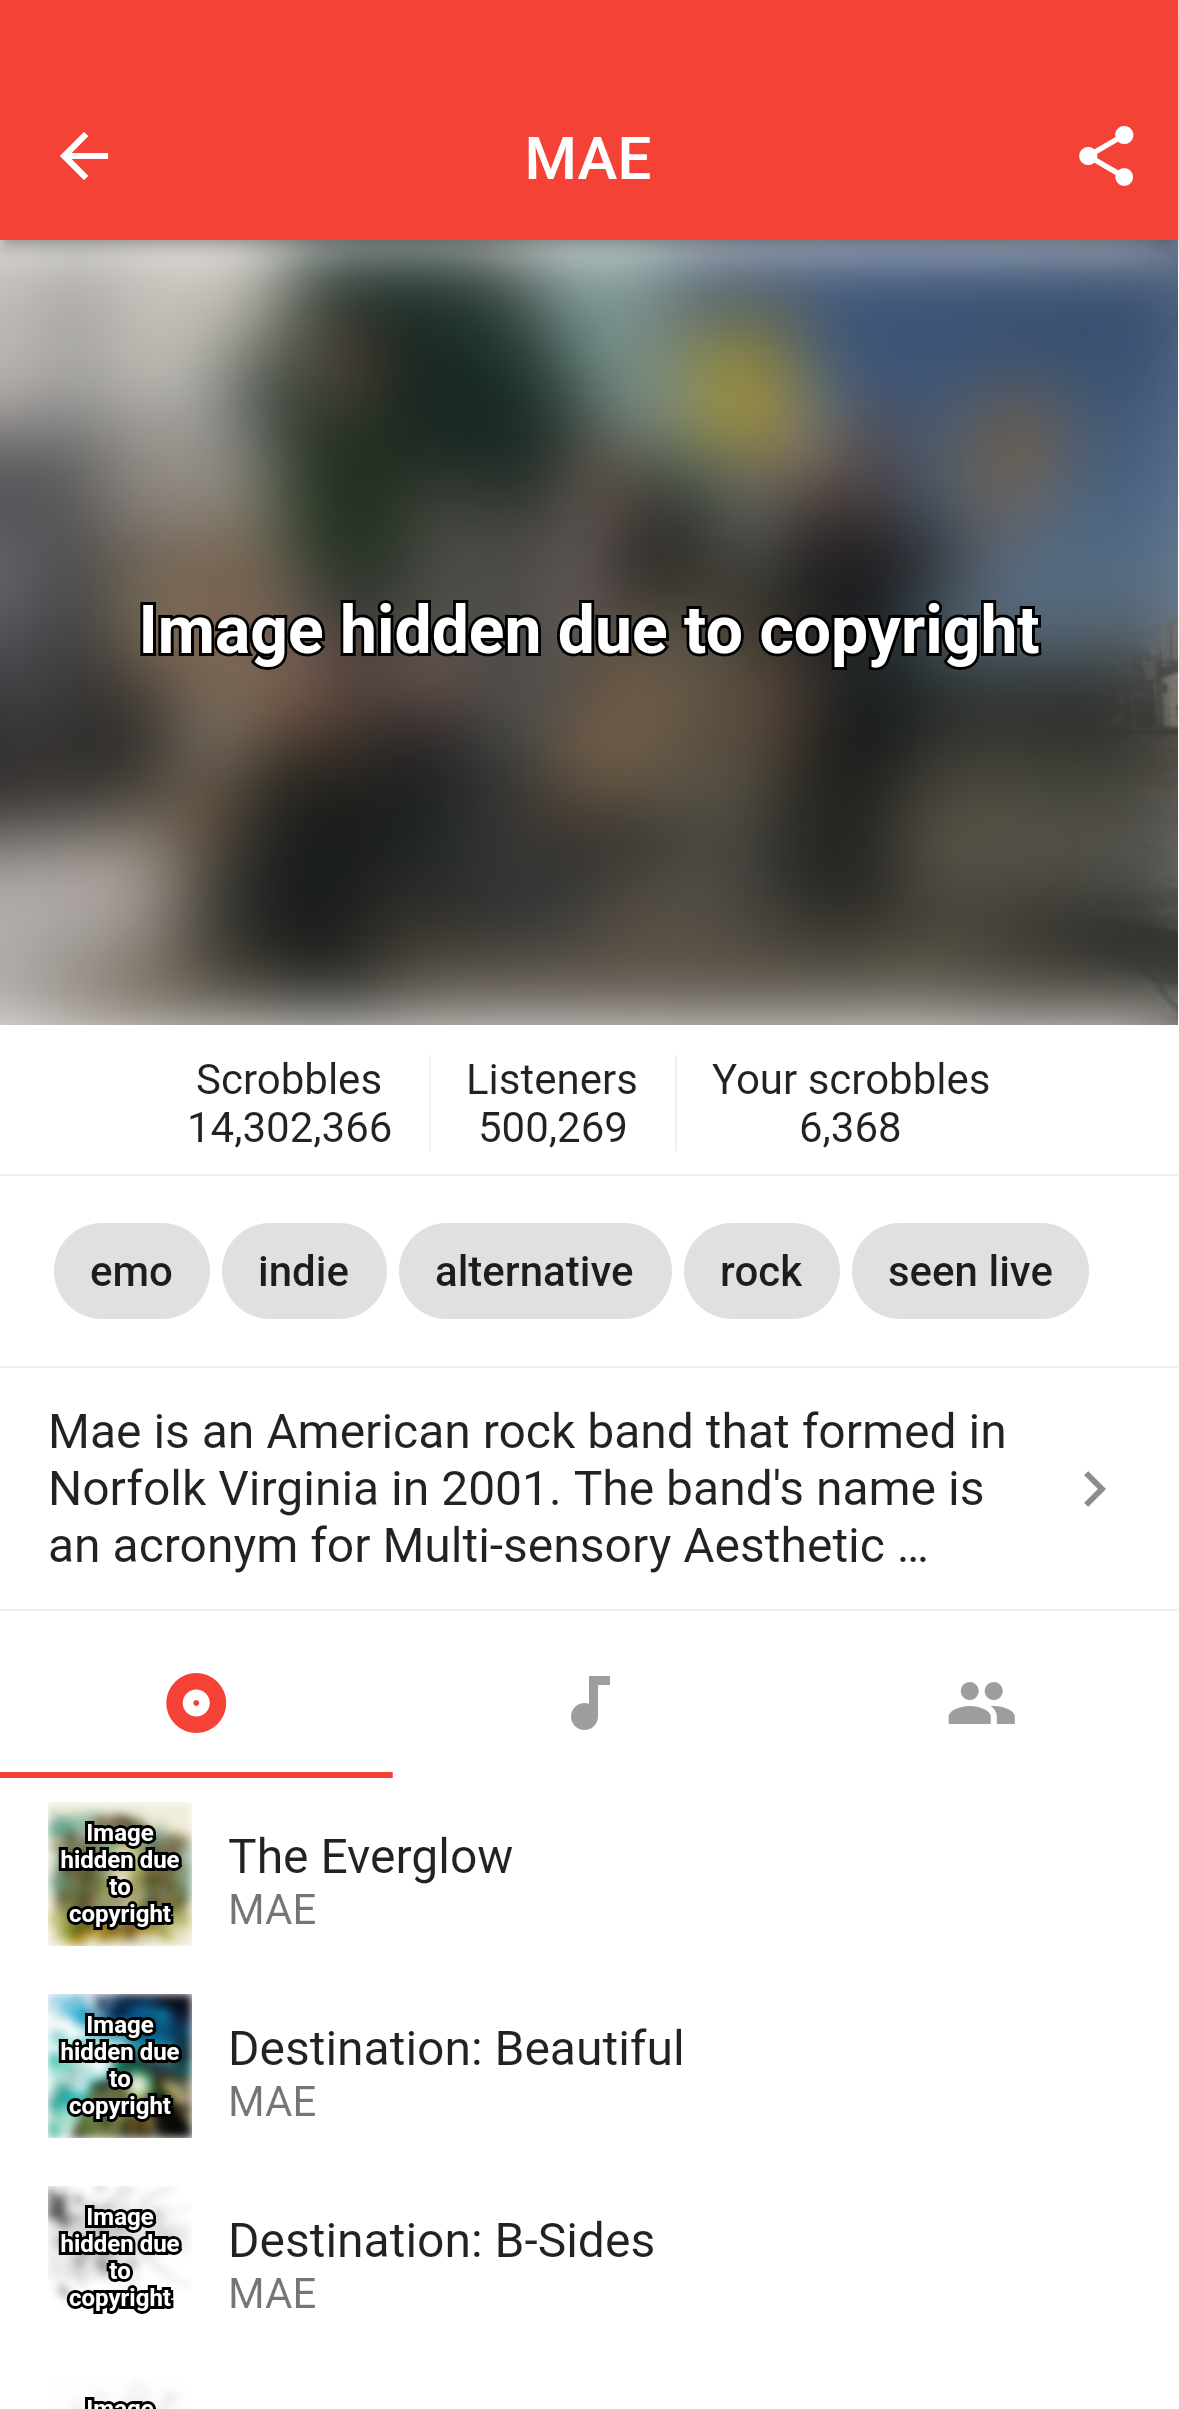 MAE
Image hidden due to copyright
Scrobbles
14,302,366
Listeners
500,269
Your scrobbles
6,368
emo
indie
alternative
rock
seen live
Mae is an American rock band that formed in
Norfolk Virginia in 2001. The band's name is
an acronym for Multi-sensory Aesthetic ...
Image
hidden due
to
copyright
The Everglow
MAE
Image
hidden due
to
copyright
Destination: Beautiful
MAE
Image
hidden due
to
copyright
Destination: B-Sides
MAE
Image